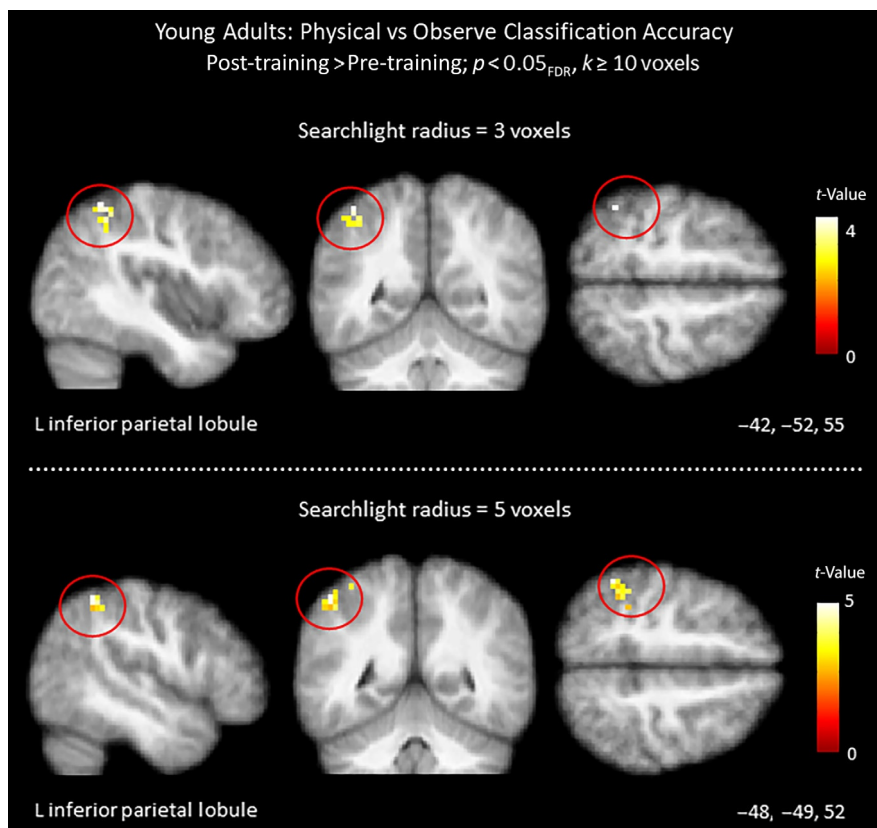 Young Adults: Physical vs Observe Classification Accuracy
Post-training >Pre-training; p < 0.05FDR, k ≥ 10 voxels
Searchlight radius = 3 voxels
t-Value
4
0
L inferior parietal lobule
–42, –52, 55
Searchlight radius = 5 voxels
t-Value
5
0
L inferior parietal lobule
–48, –49, 52